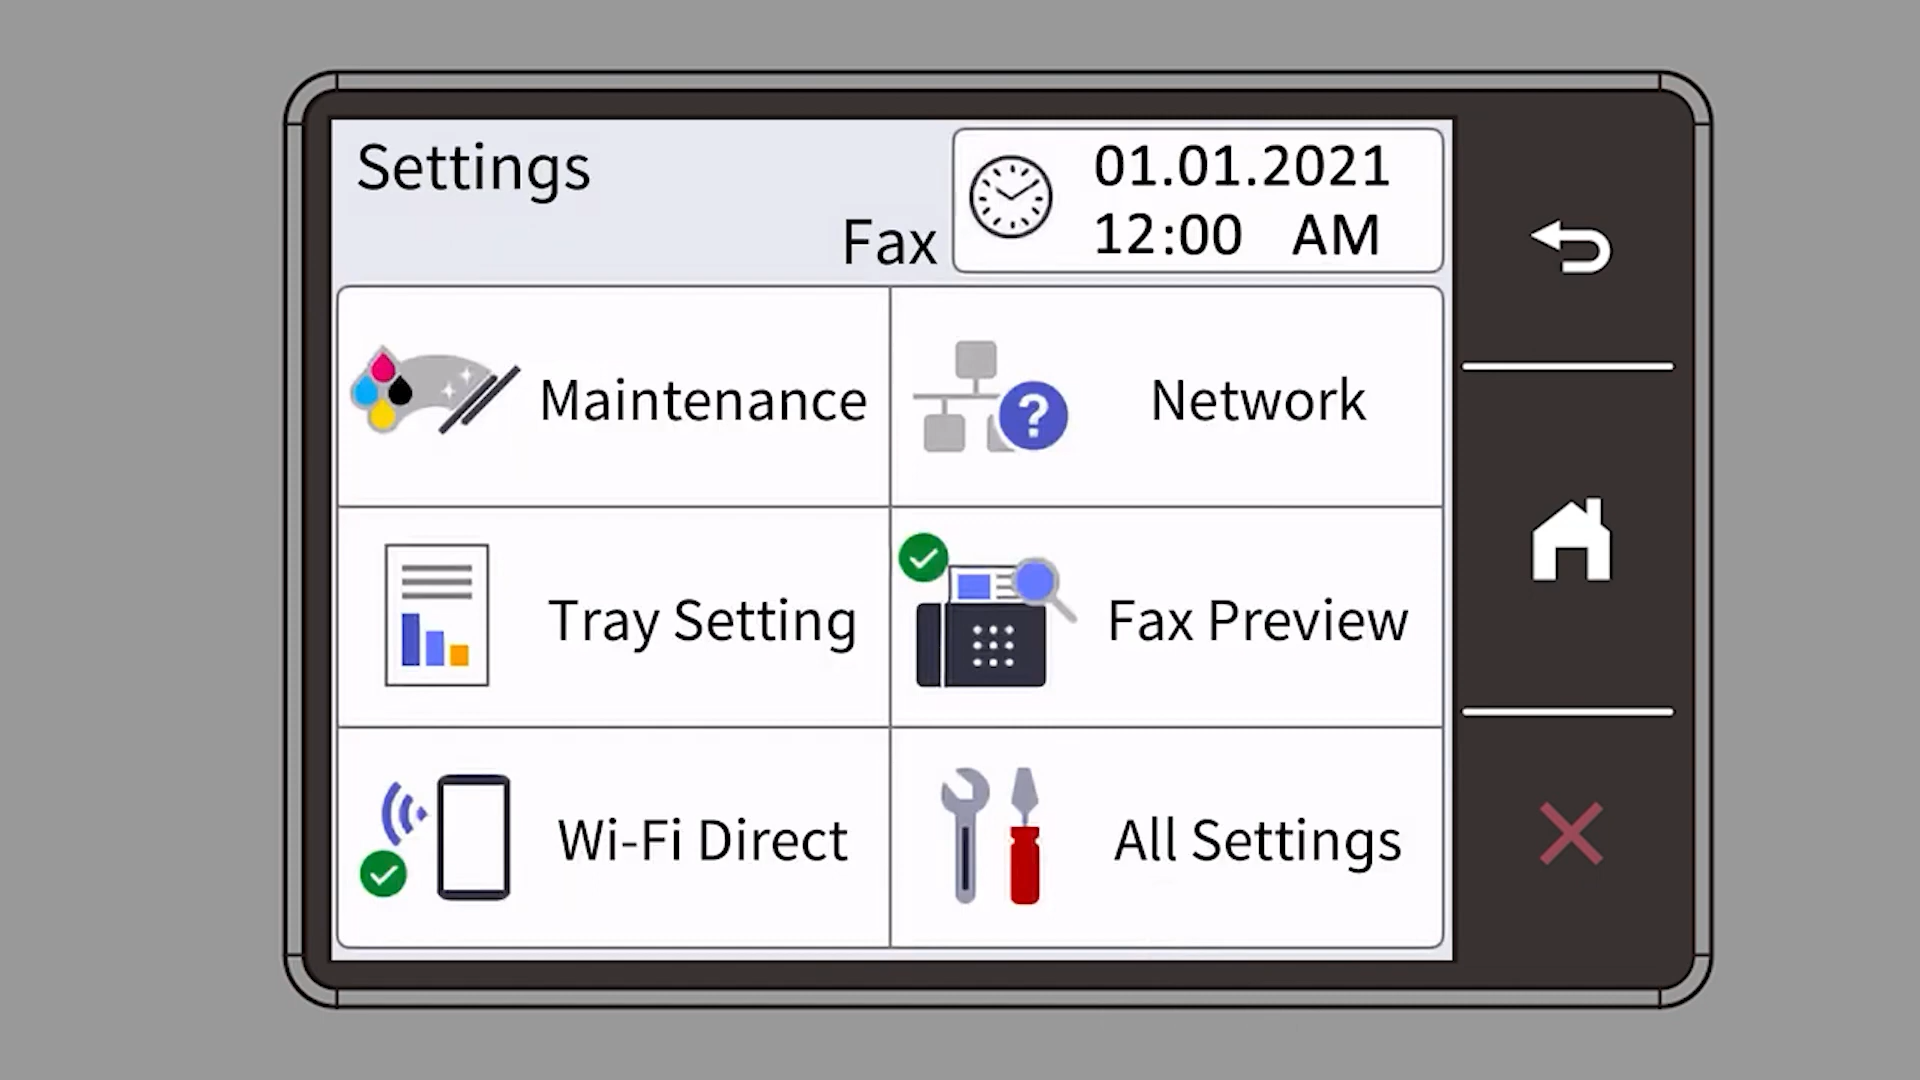 Settings
01.01.2021
Fax
12:00 AM
Maintenance
?
Network
Tray Setting
Fax Preview
Wi-Fi Direct
All Settings